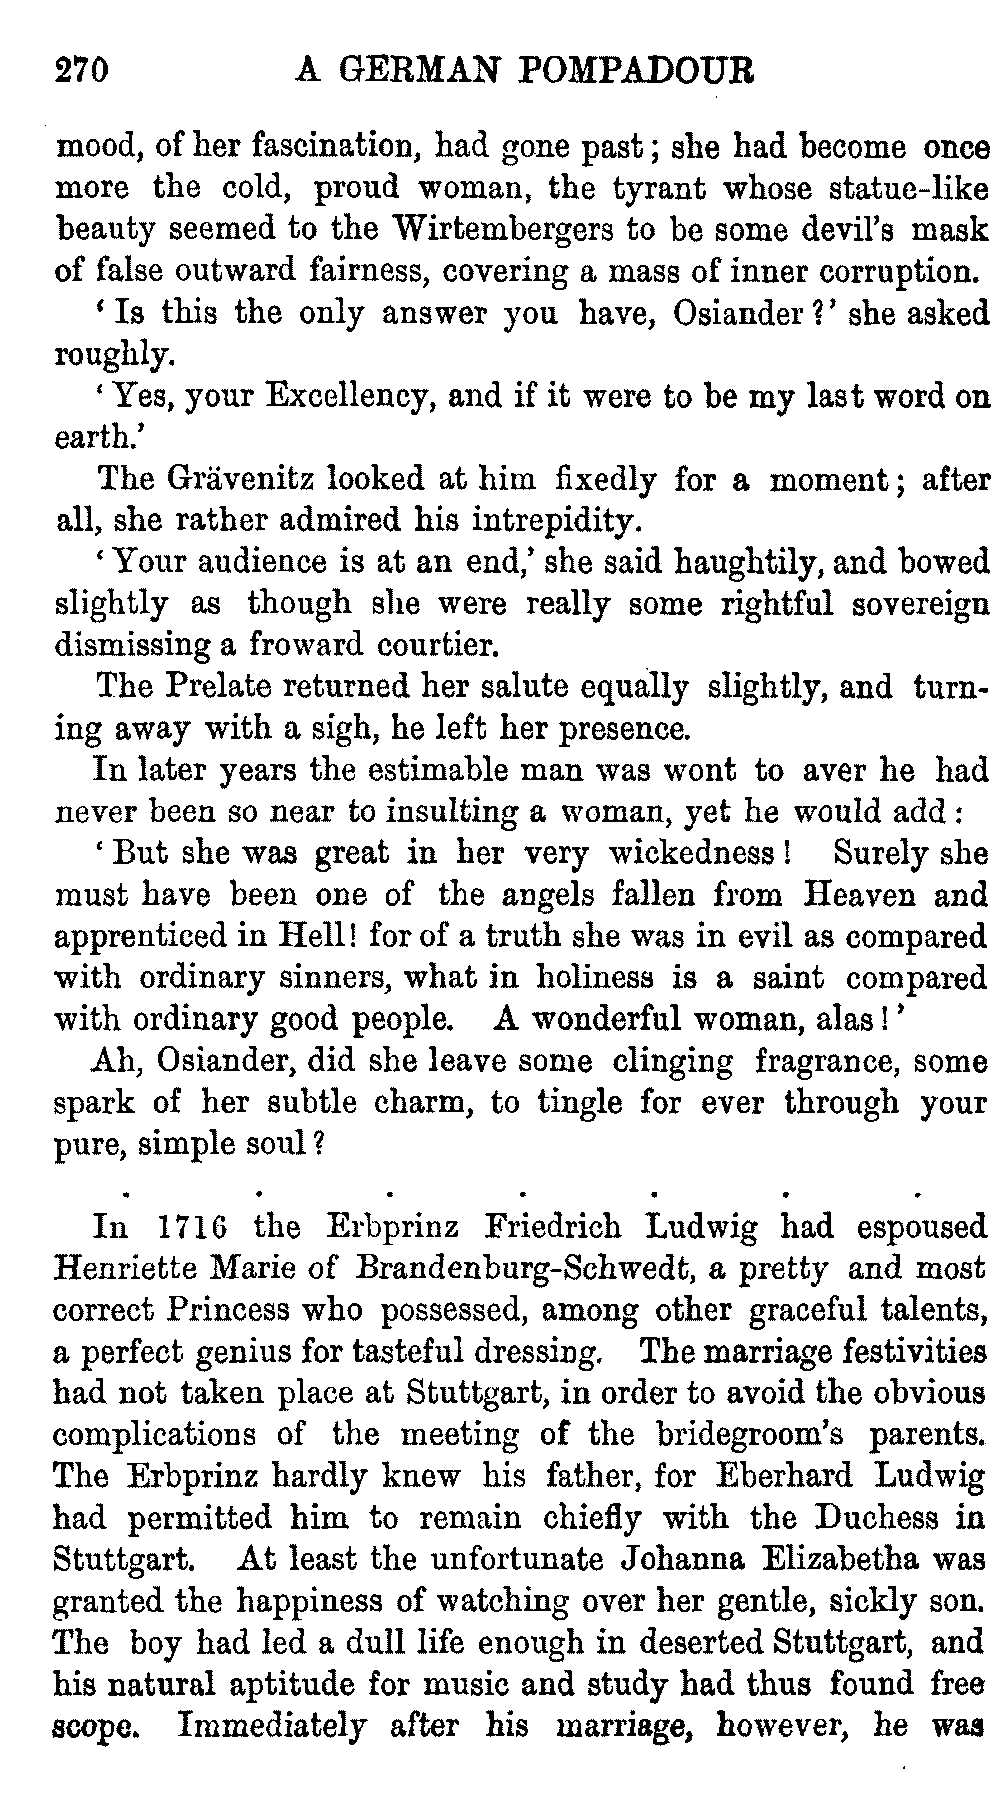 270 A GERMAN POMPADOUR
mood, of her fascination, had gone past; she had become once
more the cold, proud woman, the tyrant whose statue-like
beauty seemed to the Wirtembergers to be some devil's mask
of false outward fairness, covering a mass of inner corruption.
'Is this the only answer you have, Osiander?' she asked
roughly.
'Yes, your Excellency, and if it were to be my last word on
earth.'
The Grävenitz looked at him fixedly for a moment; after
all, she rather admired his intrepidity.
'Your audience is at an end,' she said haughtily, and bowed
slightly as though she were really some rightful sovereign
dismissing a froward courtier.
The Prelate returned her salute equally slightly, and turn-
ing away with a sigh, he left her presence.
In later years the estimable man was wont to aver he had
never been so near to insulting a woman, yet he would add:
'But she was great in her very wickedness! Surely she
must have been one of the angels fallen from Heaven and
apprenticed in Hell! for of a truth she was in evil as compared
with ordinary sinners, what in holiness is a saint compared
with ordinary good people. A wonderful woman, alas!'
Ah, Osiander, did she leave some clinging fragrance, some
spark of her subtle charm, to tingle for ever through your
pure, simple soul?
. . . . . . .
In 1716 the Erbprinz Friedrich Ludwig had espoused
Henriette Marie of Brandenburg-Schwedt, a pretty and most
correct Princess who possessed, among other graceful talents,
a perfect genius for tasteful dressing. The marriage festivities
had not taken place at Stuttgart, in order to avoid the obvious
complications of the meeting of the bridegroom's parents.
The Erbprinz hardly knew his father, for Eberhard Ludwig
had permitted him to remain chiefly with the Duchess in
Stuttgart. At least the unfortunate Johanna Elizabetha was
granted the happiness of watching over her gentle, sickly son.
The boy had led a dull life enough in deserted Stuttgart, and
his natural aptitude for music and study had thus found free
scope. Immediately after his marriage, however, he was